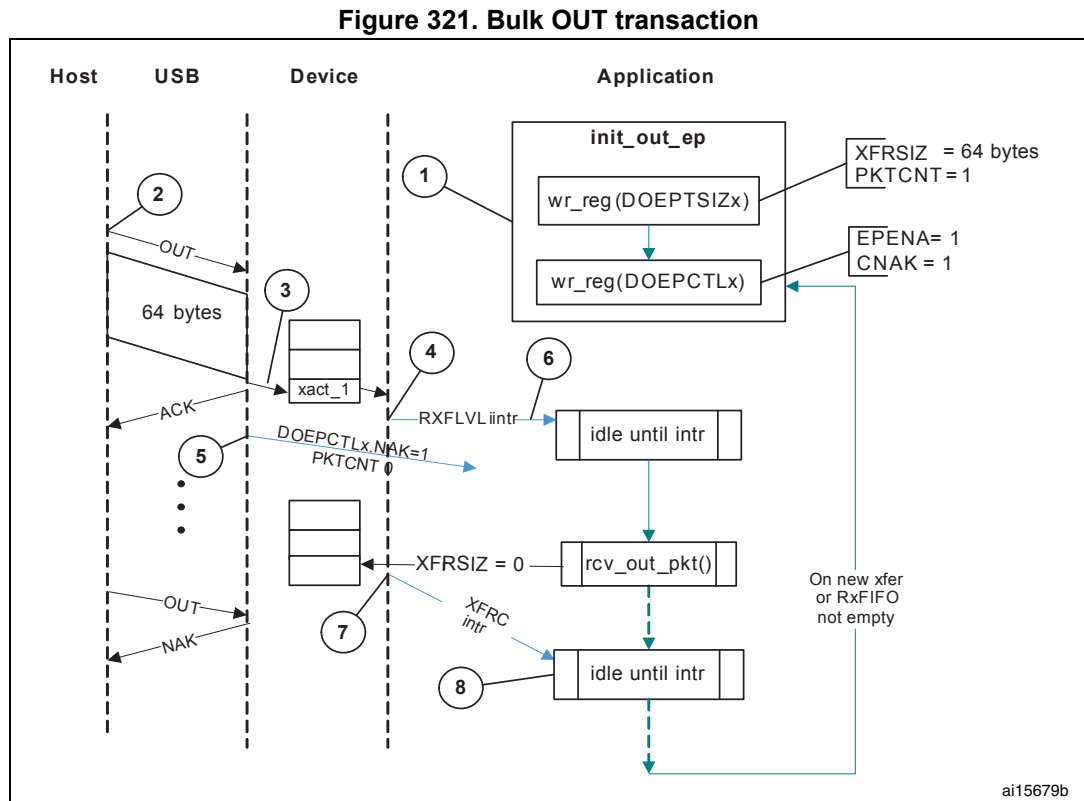 Figure 321. Bulk OUT transaction
Host
USB
Device
Application
init_out_ep
XFRSIZ = 64 bytes
PKTCNT = 1
1
wr_reg(DOEPTSIZx)
2
OUT
EPENA= 1
CNAK = 1
wr_reg(DOEPCTLx)
3
64 bytes
4
6
xact_1
RXFLVL iintr
ACK
idle until intr
DOEPCTLx.NAK=1
PKTCNT 0
5
XFRSIZ = 0
rcv_out_pkt()
On new xfer
or RxFIFO
not empty
OUT
XFRC
intr
NAK
7
idle until intr
8
ai15679b